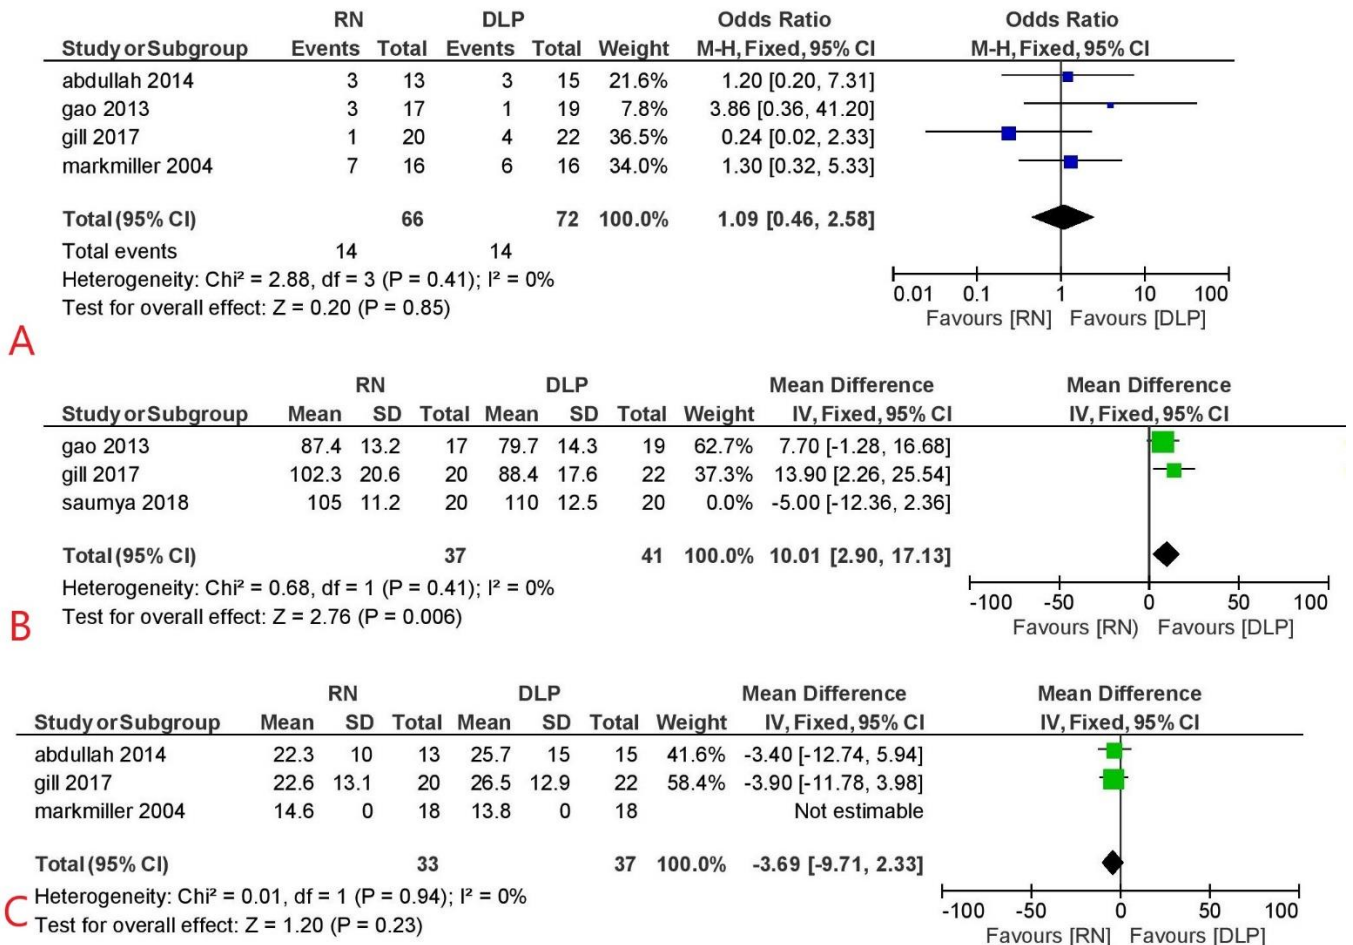 RN DLP Odds Ratio Odds Ratio
Study or Subgroup Events Total Events Total Weight M-H, Fixed, 95% CI M-H, Fixed, 95% CI
abdullah 2014 3 13 3 15 21.6% 1.20 [0.20, 7.31]
gao 2013 3 17 1 19 7.8% 3.86 [0.36, 41.20]
gill 2017 1 20 4 22 36.5% 0.24 [0.02, 2.33]
markmiller 2004 7 16 6 16 34.0% 1.30 [0.32, 5.33]
Total (95% CI) 66 72 100.0% 1.09 [0.46, 2.58]
Total events 14 14
Heterogeneity: Chi² = 2.88, df = 3 (P = 0.41); I² = 0%
Test for overall effect: Z = 0.20 (P = 0.85)
0.01 0.1 1 10 100
Favours [RN] Favours [DLP]
A
RN DLP Mean Difference Mean Difference
Study or Subgroup Mean SD Total Mean SD Total Weight IV, Fixed, 95% CI IV, Fixed, 95% CI
gao 2013 87.4 13.2 17 79.7 14.3 19 62.7% 7.70 [-1.28, 16.68]
gill 2017 102.3 20.6 20 88.4 17.6 22 37.3% 13.90 [2.26, 25.54]
saumya 2018 105 11.2 20 110 12.5 20 0.0% -5.00 [-12.36, 2.36]
Total (95% CI) 37 41 100.0% 10.01 [2.90, 17.13]
Heterogeneity: Chi² = 0.68, df = 1 (P = 0.41); I² = 0%
Test for overall effect: Z = 2.76 (P = 0.006)
-100 -50 0 50 100
Favours [RN) Favours [DLP]
B
RN DLP Mean Difference Mean Difference
Study or Subgroup Mean SD Total Mean SD Total Weight IV, Fixed, 95% CI IV, Fixed, 95% CI
abdullah 2014 22.3 10 13 25.7 15 15 41.6% -3.40 [-12.74, 5.94]
gill 2017 22.6 13.1 20 26.5 12.9 22 58.4% -3.90 [-11.78, 3.98]
markmiller 2004 14.6 0 18 13.8 0 18 Not estimable
Total (95% CI) 33 37 100.0% -3.69 [-9.71, 2.33]
Heterogeneity: Chi² = 0.01, df = 1 (P = 0.94); I² = 0%
Test for overall effect: Z = 1.20 (P = 0.23)
-100 -50 0 50 100
Favours [RN] Favours [DLP]
C